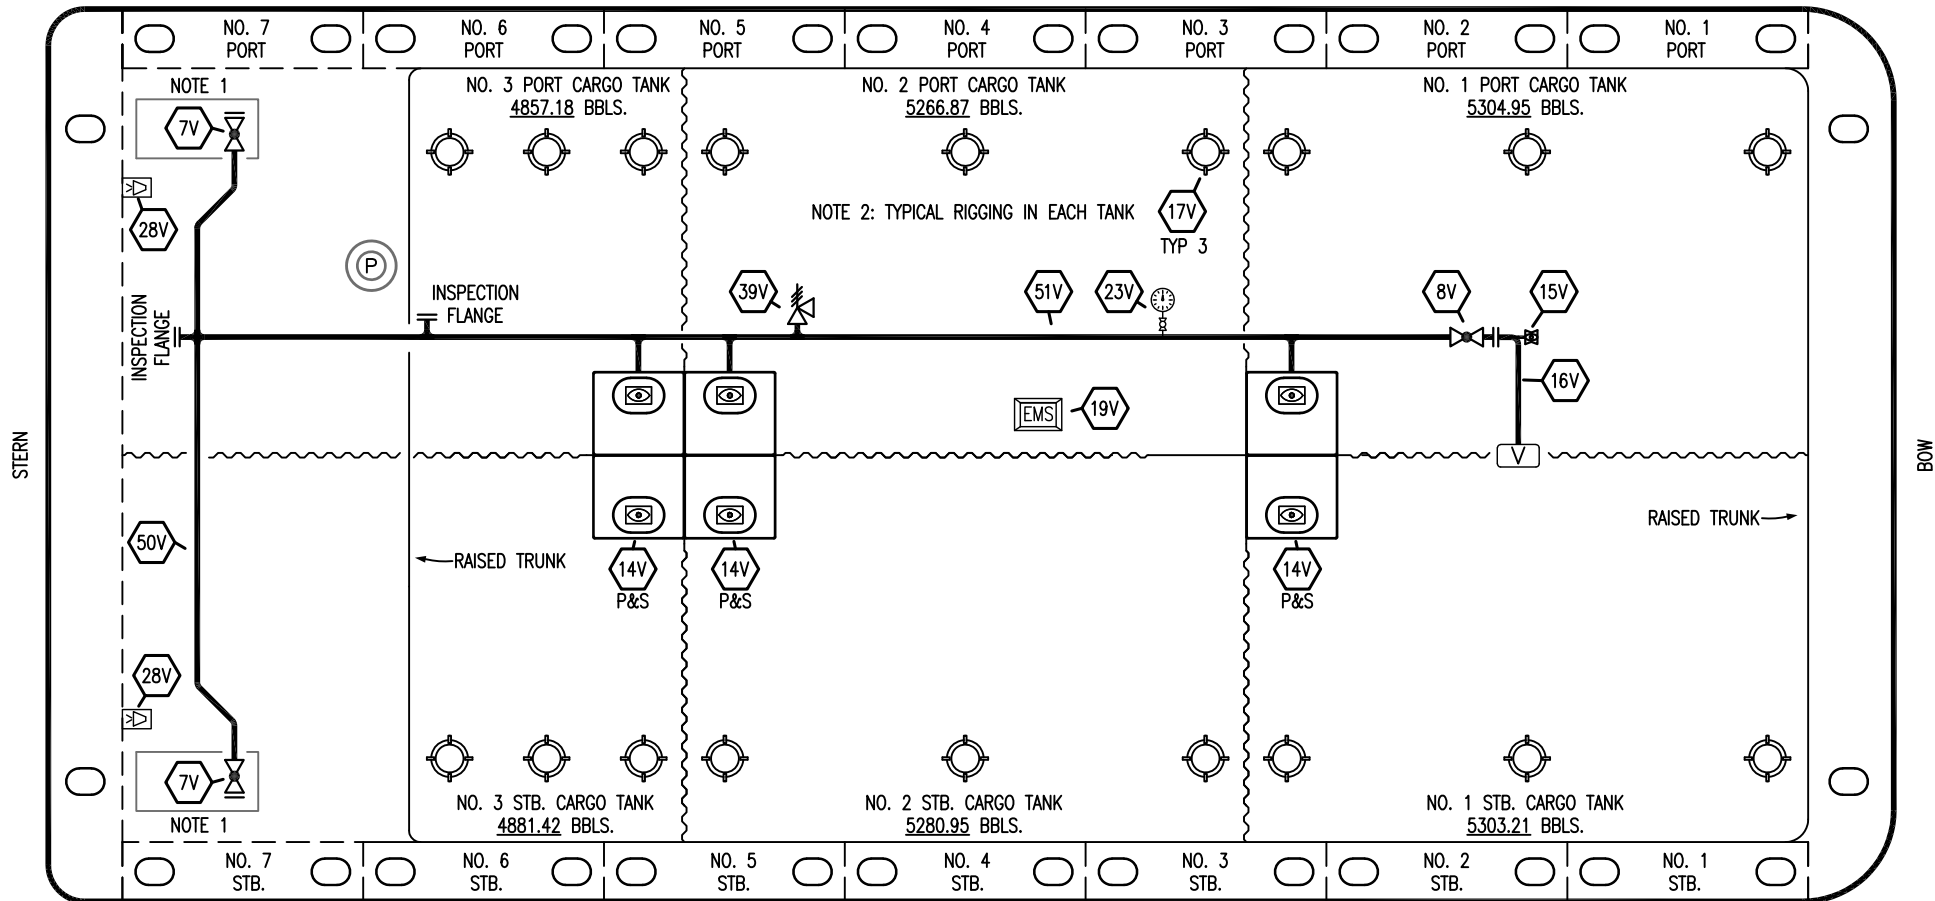 NO. 7
PORT
NO. 6
PORT
NO. 5
PORT
NO. 4
PORT
NO. 3
PORT
NO. 2
PORT
NO. 1
PORT
NOTE 1
NO. 3 PORT CARGO TANK
4857.18 BBLS.
NO. 2 PORT CARGO TANK
5266.87 BBLS.
NO. 1 PORT CARGO TANK
5304.95 BBLS.
7V
28V
NOTE 2: TYPICAL RIGGING IN EACH TANK
17V
TYP 3
P
INSPECTION
FLANGE
INSPECTION
FLANGE
39V
51V
23V
8V
15V
16V
EMS
19V
V
STERN
BOW
50V
RAISED TRUNK
RAISED TRUNK
14V
P&S
14V
P&S
14V
P&S
28V
7V
NOTE 1
NO. 3 STB. CARGO TANK
4881.42 BBLS.
NO. 2 STB. CARGO TANK
5280.95 BBLS.
NO. 1 STB. CARGO TANK
5303.21 BBLS.
NO. 7
STB.
NO. 6
STB.
NO. 5
STB.
NO. 4
STB.
NO. 3
STB.
NO. 2
STB.
NO. 1
STB.